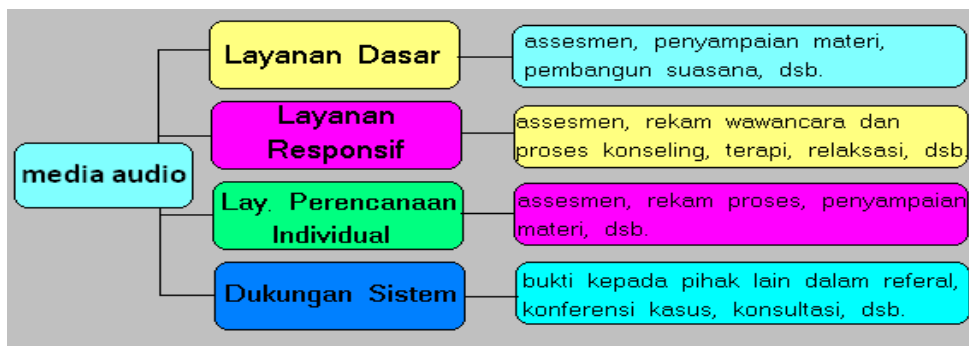 media audio
Layanan Dasar
assesmen, penyampaian materi,
pembangun suasana, dsb.
Layanan
Responsif
assesmen, rekam wawancara dan
proses konseling, terapi, relaksasi, dsb.
Lay. Perencanaan
Individual
assesmen, rekam proses, penyampaian
materi, dsb.
Dukungan Sistem
bukti kepada pihak lain dalam referal,
konferensi kasus, konsultasi, dsb.